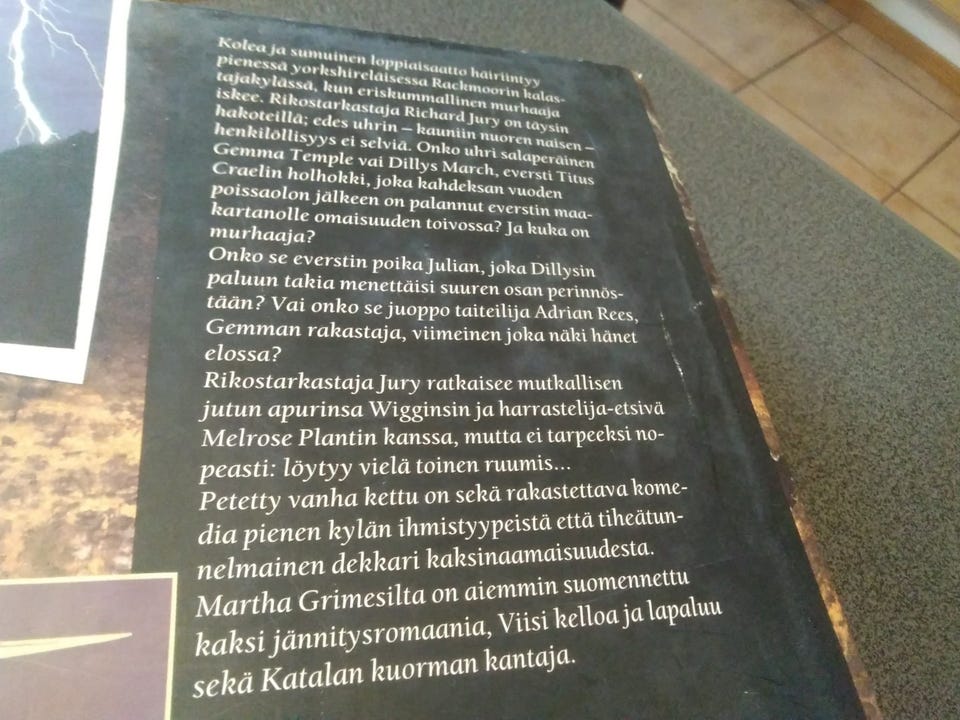 Kolea ja sumuinen loppiaisaatto häiriintyy
pienessä yorkshireläisessa Rackmoorin kalas-
tajakylässä, kun eriskummallinen murhaaja
iskee. Rikostarkastaja Richard Jury on täysin
hakoteillä; edes uhrin – kauniin nuoren naisen –
henkilöllisyys ei selviä. Onko uhri salaperäinen
Gemma Temple vai Dillys March, eversti Titus
Craelin holhokki, joka kahdeksan vuoden
poissaolon jälkeen on palannut everstin maa-
kartanolle omaisuuden toivossa? Ja kuka on
murhaaja?
Onko se everstin poika Julian, joka Dillysin
paluun takia menettäisi suuren osan perinnös-
tään? Vai onko se juoppo taiteilija Adrian Rees,
Gemman rakastaja, viimeinen joka näki hänet
elossa?
Rikostarkastaja Jury ratkaisee mutkallisen
jutun apurinsa Wigginsin ja harrastelija-etsivä
Melrose Plantin kanssa, mutta ei tarpeeksi no-
peasti: löytyy vielä toinen ruumis...
Petetty vanha kettu on sekä rakastettava kome-
dia pienen kylän ihmistyypeistä että tiheätun-
nelmainen dekkari kaksinaamaisuudesta.
Martha Grimesilta on aiemmin suomennettu
kaksi jännitysromaania, Viisi kelloa ja lapaluu
sekä Katalan kuorman kantaja.